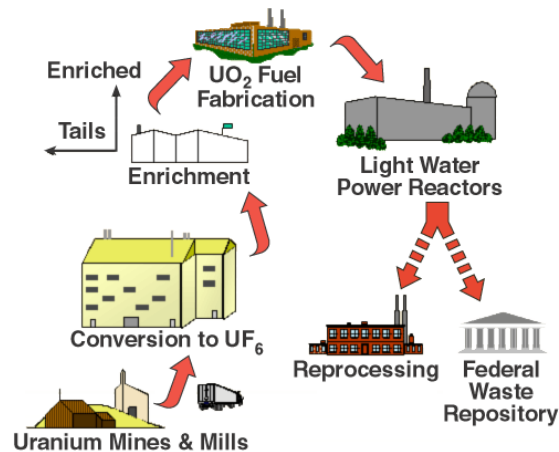 Enriched
Tails
UO₂ Fuel
Fabrication
Enrichment
Light Water
Power Reactors
Conversion to UF₆
Reprocessing
Federal
Waste
Repository
Uranium Mines & Mills